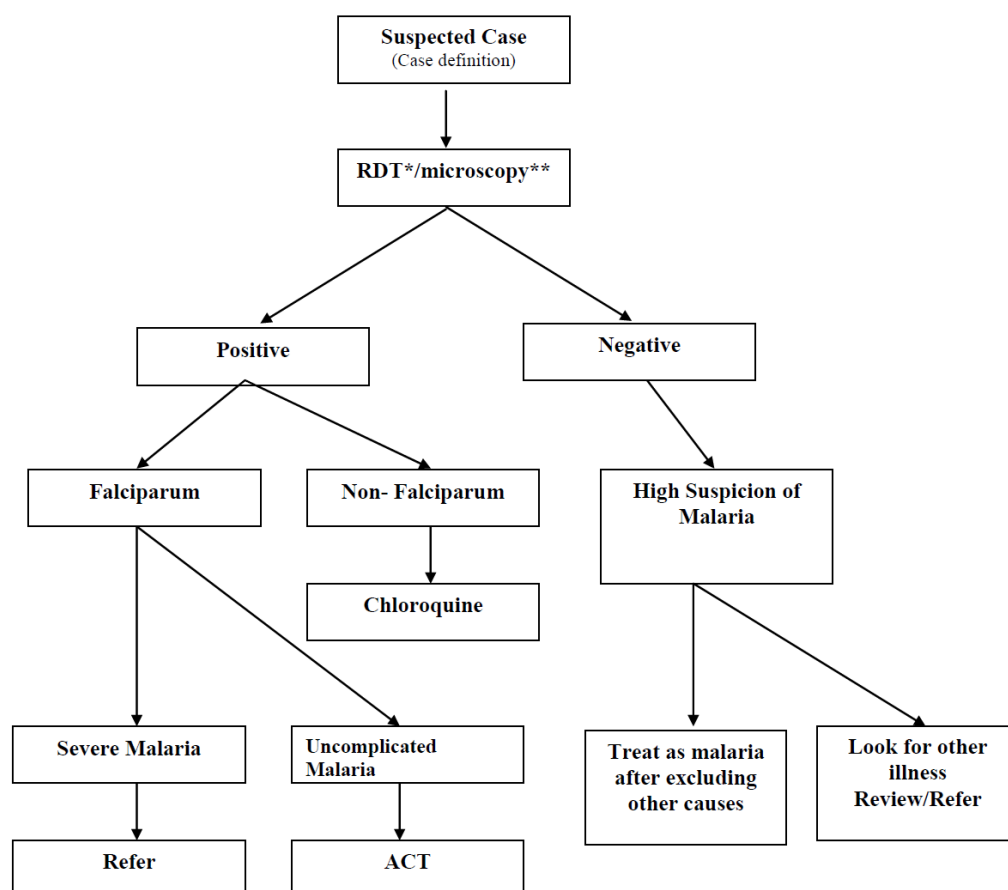 Suspected Case
(Case definition)
RDT*/microscopy**
Positive
Negative
Falciparum
Non- Falciparum
High Suspicion of
Malaria
Chloroquine
Severe Malaria
Uncomplicated
Malaria
Treat as malaria
after excluding
other causes
Look for other
illness
Review/Refer
Refer
ACT